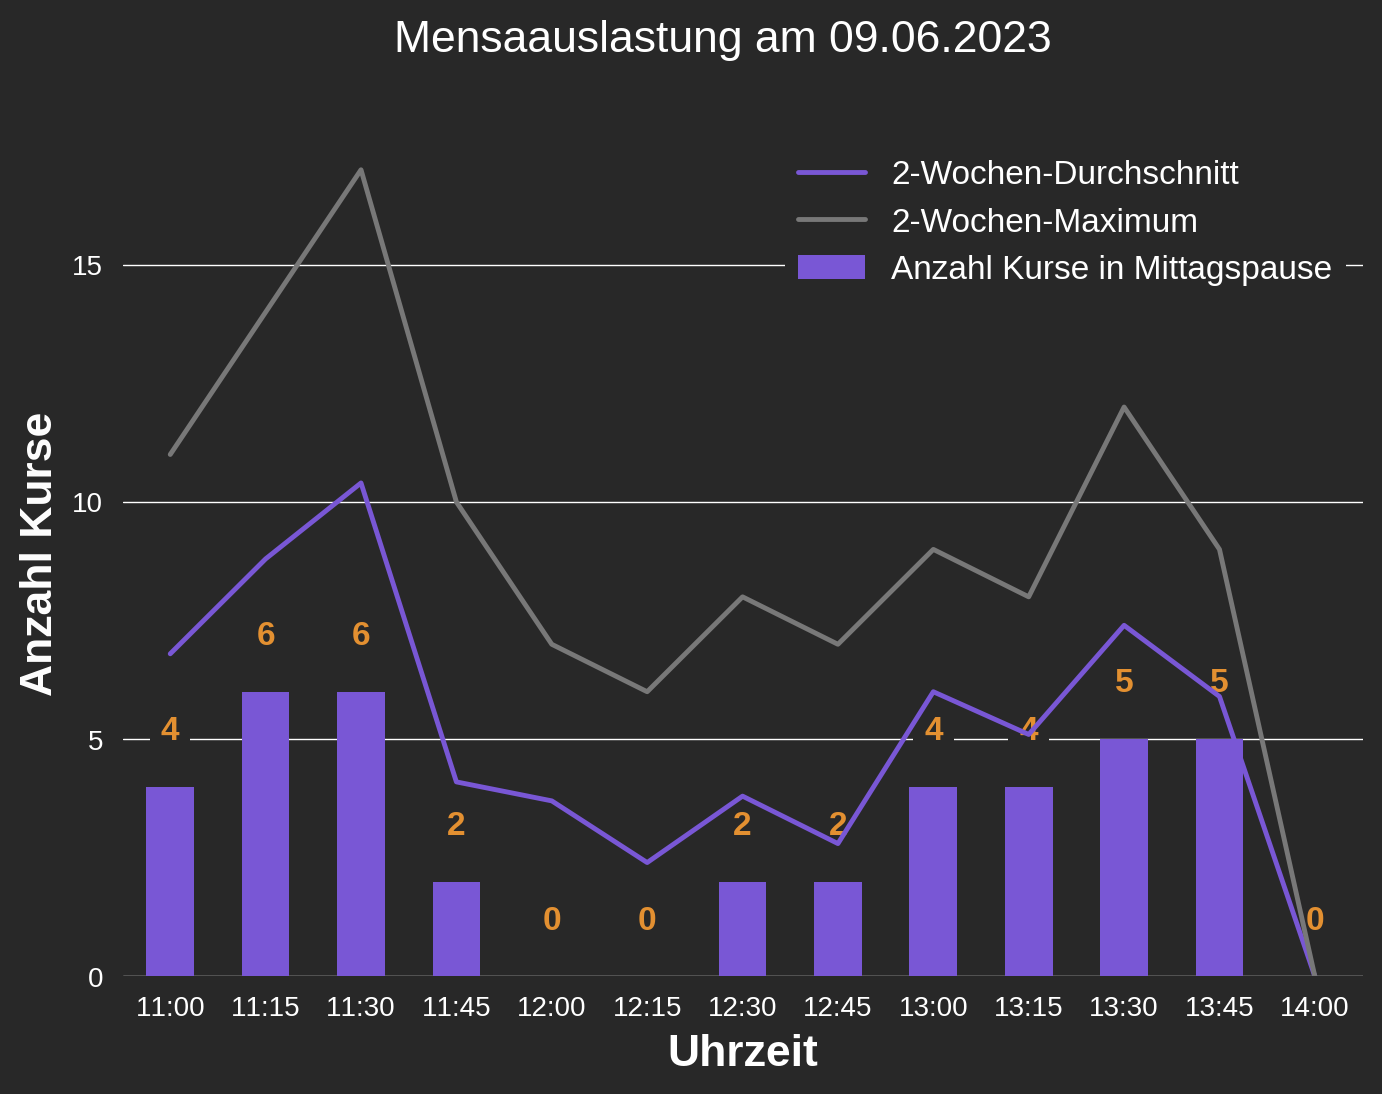 Mensaauslastung am 09.06.2023
2-Wochen-Durchschnitt
2-Wochen-Maximum
Anzahl Kurse in Mittagspause
Anzahl Kurse
15
10
5
0
4
6
6
2
0
0
2
2
4
4
5
5
0
11:00 11:15 11:30 11:45 12:00 12:15 12:30 12:45 13:00 13:15 13:30 13:45 14:00
Uhrzeit